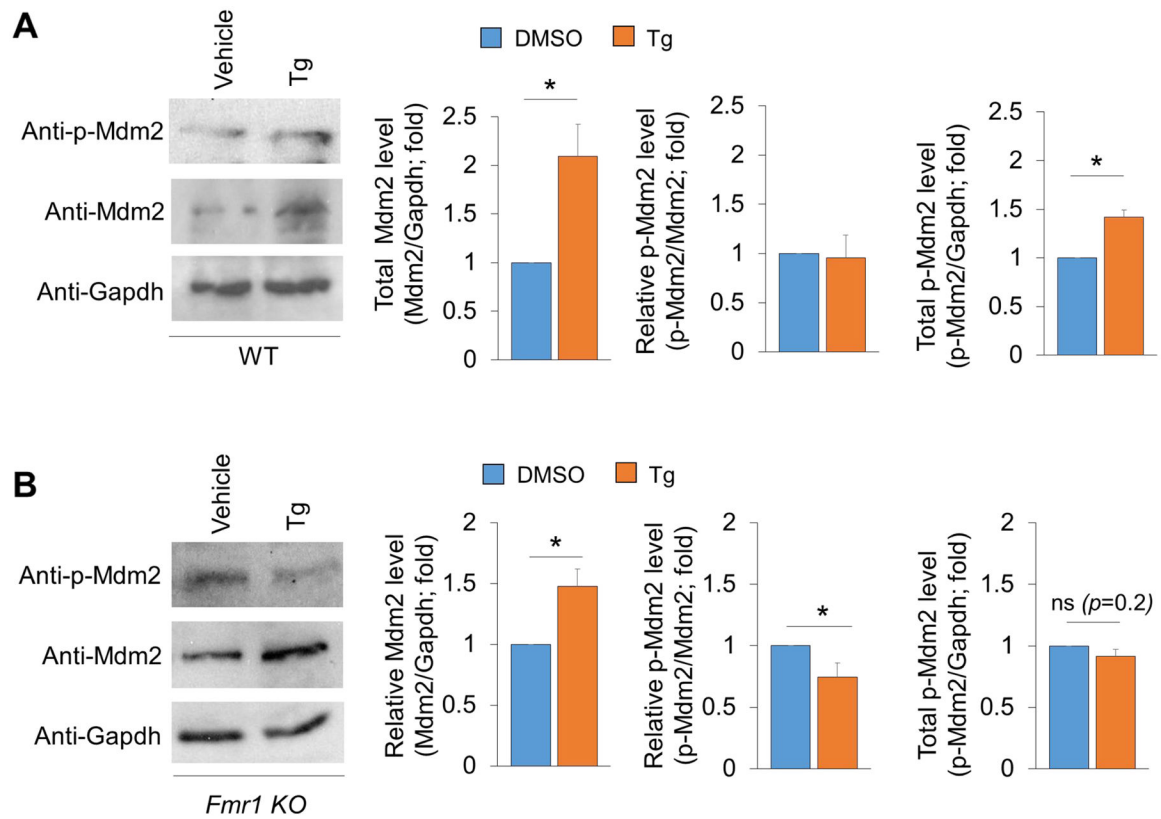 A
Vehicle
Tg
Anti-p-Mdm2
Anti-Mdm2
Anti-Gapdh
WT
DMSO
Tg
Total Mdm2 level
(Mdm2/Gapdh; fold)
2.5
2
1.5
1
0.5
0
*
Relative p-Mdm2 level
(p-Mdm2/Mdm2; fold)
2.5
2
1.5
1
0.5
0
Total p-Mdm2 level
(p-Mdm2/Gapdh; fold)
2.5
2
1.5
1
0.5
0
*
B
Vehicle
Tg
Anti-p-Mdm2
Anti-Mdm2
Anti-Gapdh
Fmr1 KO
DMSO
Tg
Relative Mdm2 level
(Mdm2/Gapdh; fold)
2
1.5
1
0.5
0
*
Relative p-Mdm2 level
(p-Mdm2/Mdm2; fold)
2
1.5
1
0.5
0
*
Total p-Mdm2 level
(p-Mdm2/Gapdh; fold)
2
1.5
1
0.5
0
ns (p=0.2)